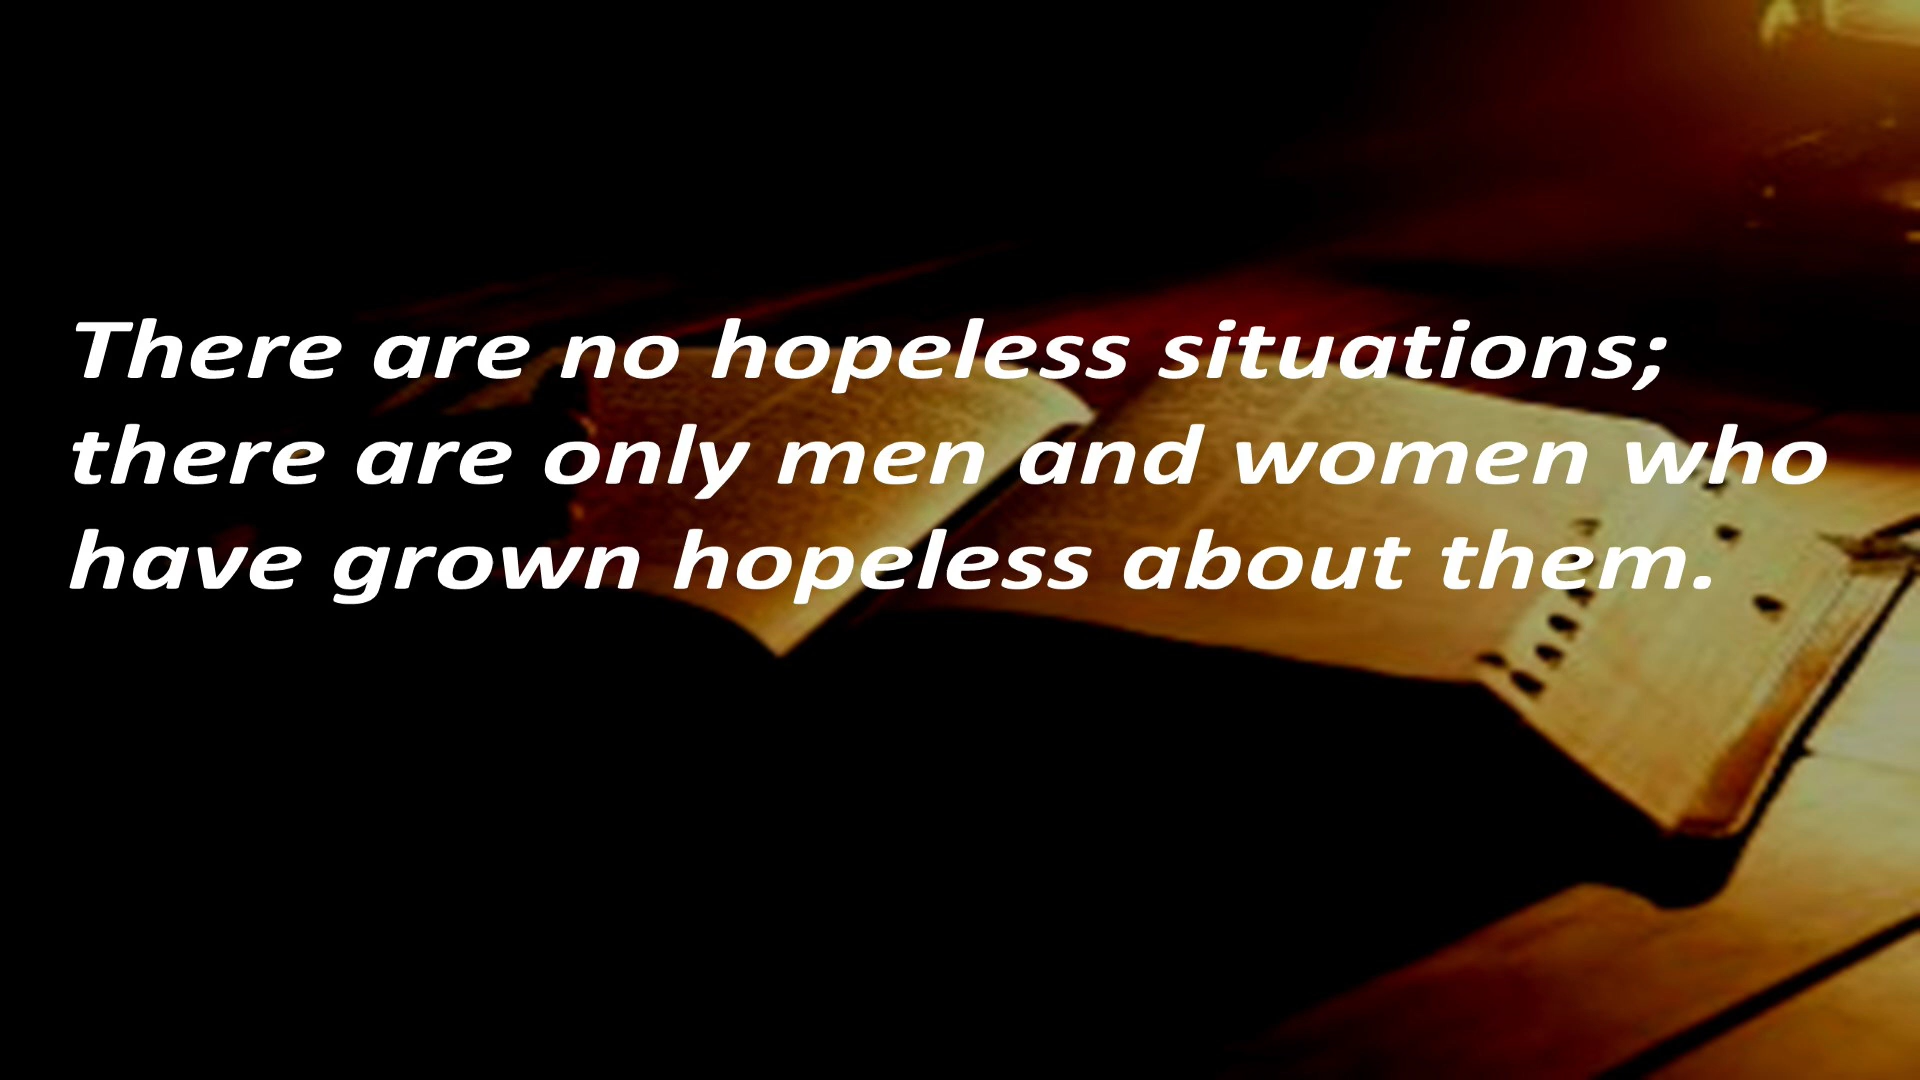 There are no hopeless situations;
there are only men and women who
have grown hopeless about them.